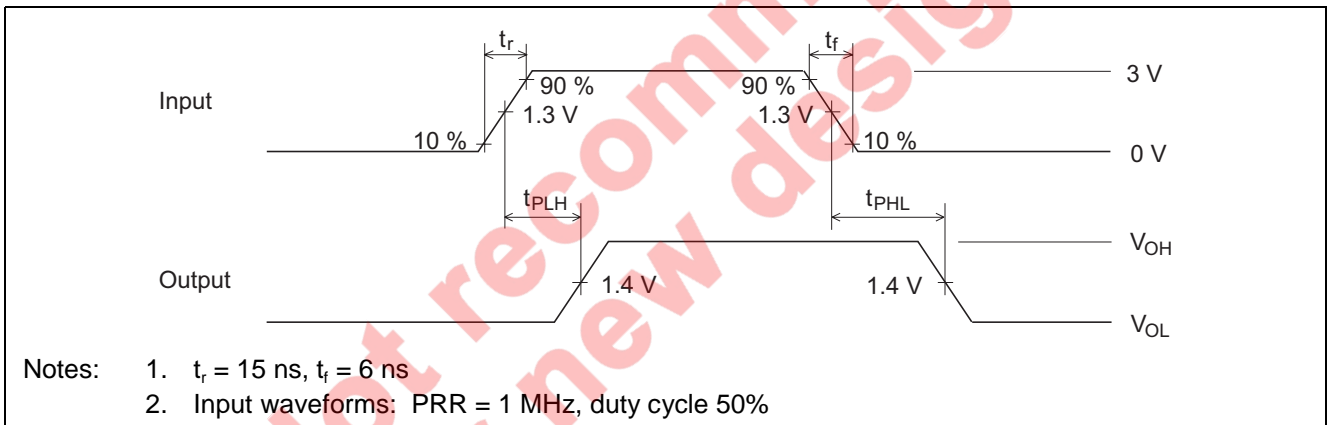 tr tf
90 % 90 % 3 V
Input 1.3 V 1.3 V
10 % 10 % 0 V
tPLH tPHL
VOH
Output 1.4 V 1.4 V
VOL
Notes: 1. tr = 15 ns, tf = 6 ns
2. Input waveforms: PRR = 1 MHz, duty cycle 50%
new